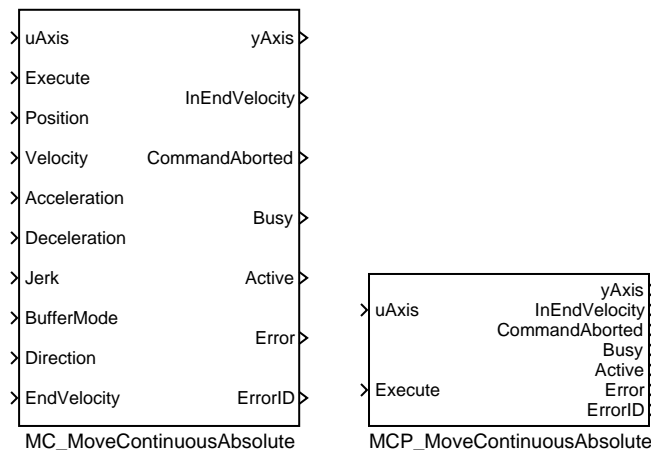 uAxis
Execute
Position
Velocity
Acceleration
Deceleration
Jerk
BufferMode
Direction
EndVelocity
yAxis
InEndVelocity
CommandAborted
Busy
Active
Error
ErrorID
MC_MoveContinuousAbsolute
uAxis
Execute
yAxis
InEndVelocity
CommandAborted
Busy
Active
Error
ErrorID
MCP_MoveContinuousAbsolute